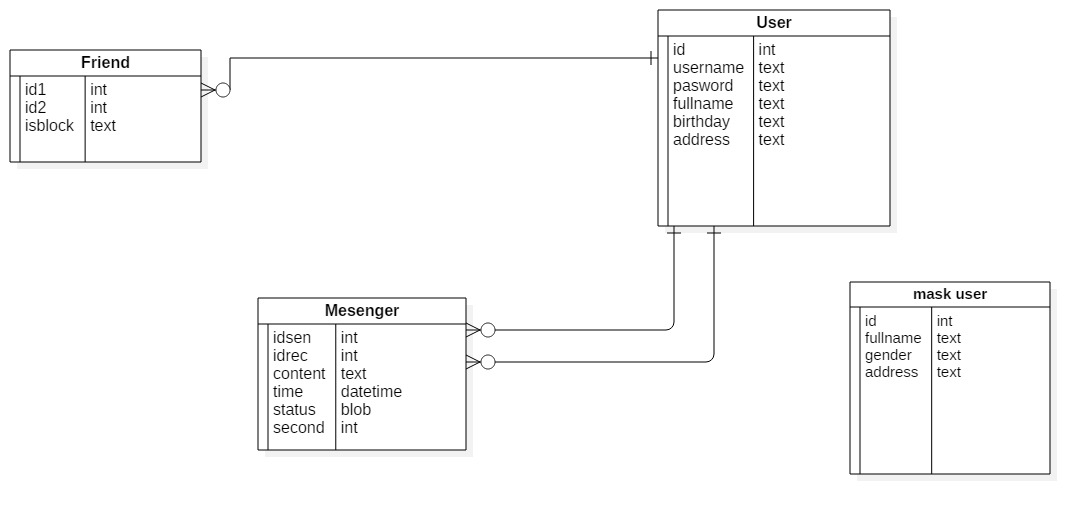 User
id int
username text
pasword text
fullname text
birthday text
address text
Friend
id1 int
id2 int
isblock text
Mesenger
idsen int
idrec int
content text
time datetime
status blob
second int
mask user
id int
fullname text
gender text
address text